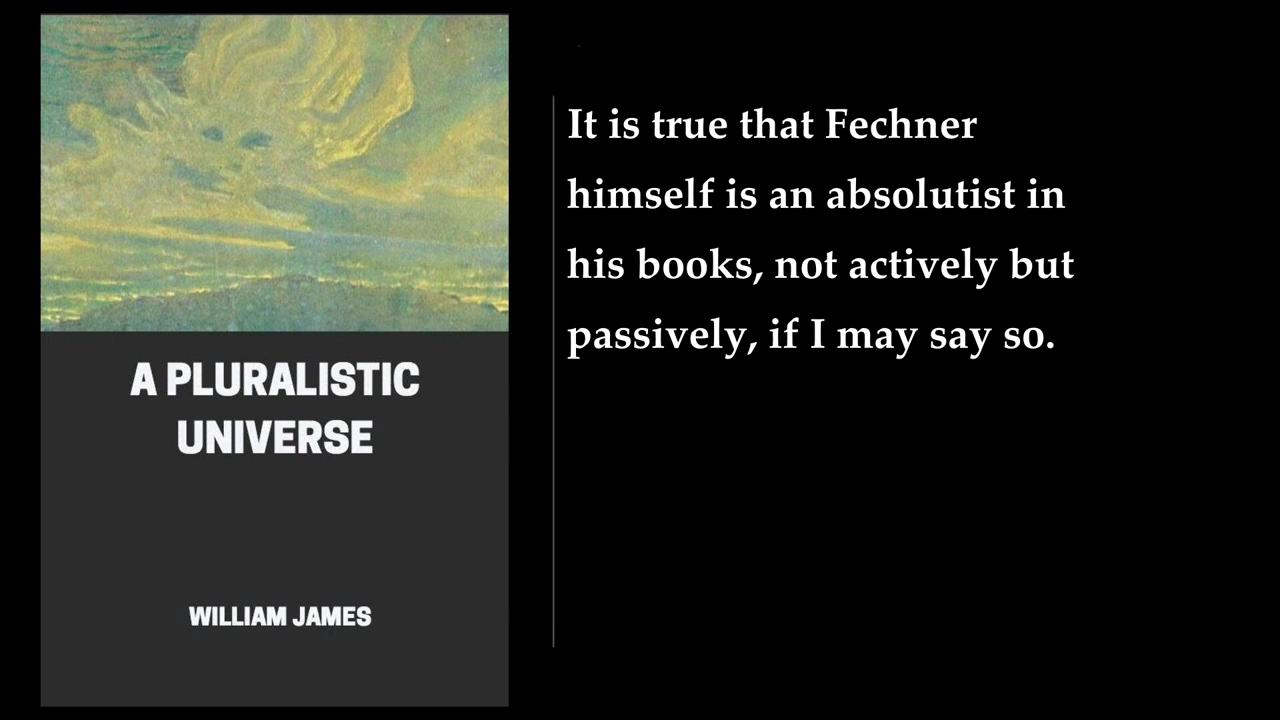 A PLURALISTIC
UNIVERSE
WILLIAM JAMES
It is true that Fechner
himself is an absolutist in
his books, not actively but
passively, if I may say so.